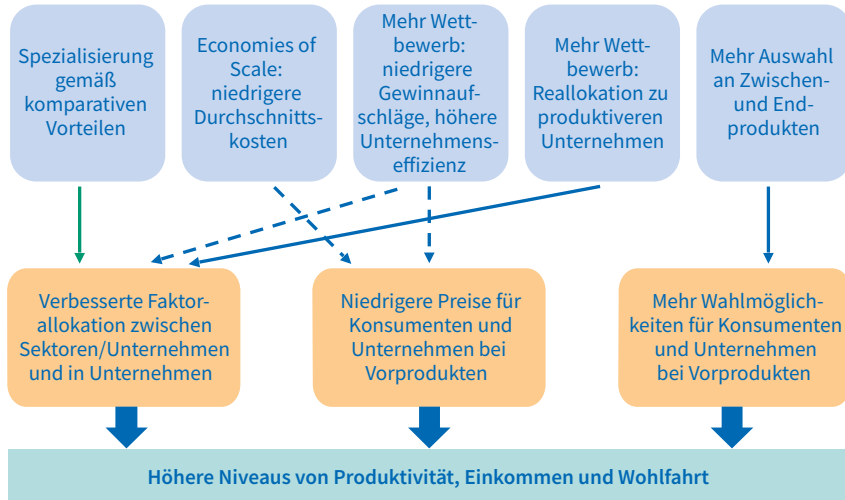 Spezialisierung
gemäß
komparativen
Vorteilen
Economies of
Scale:
niedrigere
Durchschnitts-
kosten
Mehr Wett-
bewerb:
niedrigere
Gewinnauf-
schläge, höhere
Unternehmens-
effizienz
Mehr Wett-
bewerb:
Reallokation zu
produktiveren
Unternehmen
Mehr Auswahl
an Zwischen-
und End-
produkten
Verbesserte Faktor-
allokation zwischen
Sektoren/Unternehmen
und in Unternehmen
Niedrigere Preise für
Konsumenten und
Unternehmen bei
Vorprodukten
Mehr Wahlmöglich-
keiten für Konsumenten
und Unternehmen
bei Vorprodukten
Höhere Niveaus von Produktivität, Einkommen und Wohlfahrt